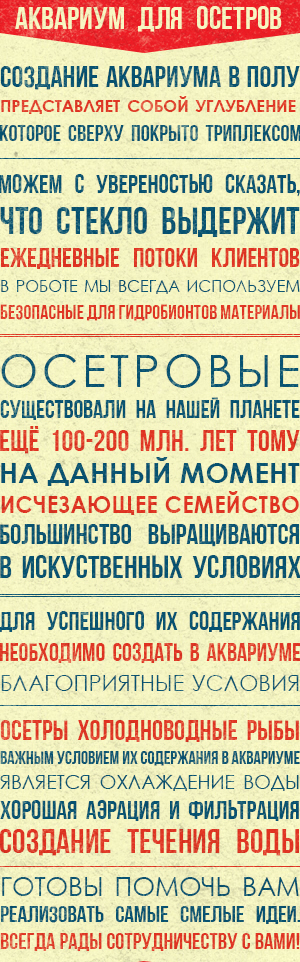 АКВАРИУМ ДЛЯ ОСЕТРОВ
СОЗДАНИЕ АКВАРИУМА В ПОЛУ
ПРЕДСТАВЛЯЕТ СОБОЙ УГЛУБЛЕНИЕ
КОТОРОЕ СВЕРХУ ПОКРЫТО ТРИПЛЕКСОМ
МОЖЕМ С УВЕРЕНОСТЬЮ СКАЗАТЬ,
ЧТО СТЕКЛО ВЫДЕРЖИТ
ЕЖЕДНЕВНЫЕ ПОТОКИ КЛИЕНТОВ
В РОБОТЕ МЫ ВСЕГДА ИСПОЛЬЗУЕМ
БЕЗОПАСНЫЕ ДЛЯ ГИДРОБИОНТОВ МАТЕРИАЛЫ
ОСЕТРОВЫЕ
СУЩЕСТВОВАЛИ НА НАШЕЙ ПЛАНЕТЕ
ЕЩЁ 100-200 МЛН. ЛЕТ ТОМУ
НА ДАННЫЙ МОМЕНТ
ИСЧЕЗАЮЩЕЕ СЕМЕЙСТВО
БОЛЬШИНСТВО ВЫРАЩИВАЮТСЯ
В ИСКУСТВЕННЫХ УСЛОВИЯХ
ДЛЯ УСПЕШНОГО ИХ СОДЕРЖАНИЯ
НЕОБХОДИМО СОЗДАТЬ В АКВАРИУМЕ
БЛАГОПРИЯТНЫЕ УСЛОВИЯ
ОСЕТРЫ ХОЛОДНОВОДНЫЕ РЫБЫ
ВАЖНЫМ УСЛОВИЕМ ИХ СОДЕРЖАНИЯ В АКВАРИУМЕ
ЯВЛЯЕТСЯ ОХЛАЖДЕНИЕ ВОДЫ
ХОРОШАЯ АЭРАЦИЯ И ФИЛЬТРАЦИЯ
СОЗДАНИЕ ТЕЧЕНИЯ ВОДЫ
ГОТОВЫ ПОМОЧЬ ВАМ
РЕАЛИЗОВАТЬ САМЫЕ СМЕЛЫЕ ИДЕИ.
ВСЕГДА РАДЫ СОТРУДНИЧЕСТВУ С ВАМИ!